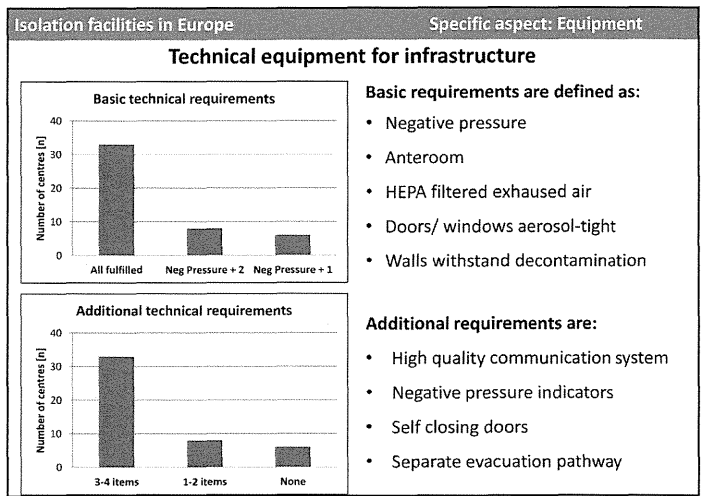 Isolation facilities in Europe
Specific aspect: Equipment
Technical equipment for infrastructure
Basic technical requirements
Number of centres [n]
40
30
20
10
0
All fulfilled
Neg Pressure + 2
Neg Pressure + 1
Additional technical requirements
Number of centres [n]
40
30
20
10
0
3-4 items
1-2 items
None
Basic requirements are defined as:
• Negative pressure
• Anteroom
• HEPA filtered exhaused air
• Doors/ windows aerosol-tight
• Walls withstand decontamination
Additional requirements are:
• High quality communication system
• Negative pressure indicators
• Self closing doors
• Separate evacuation pathway